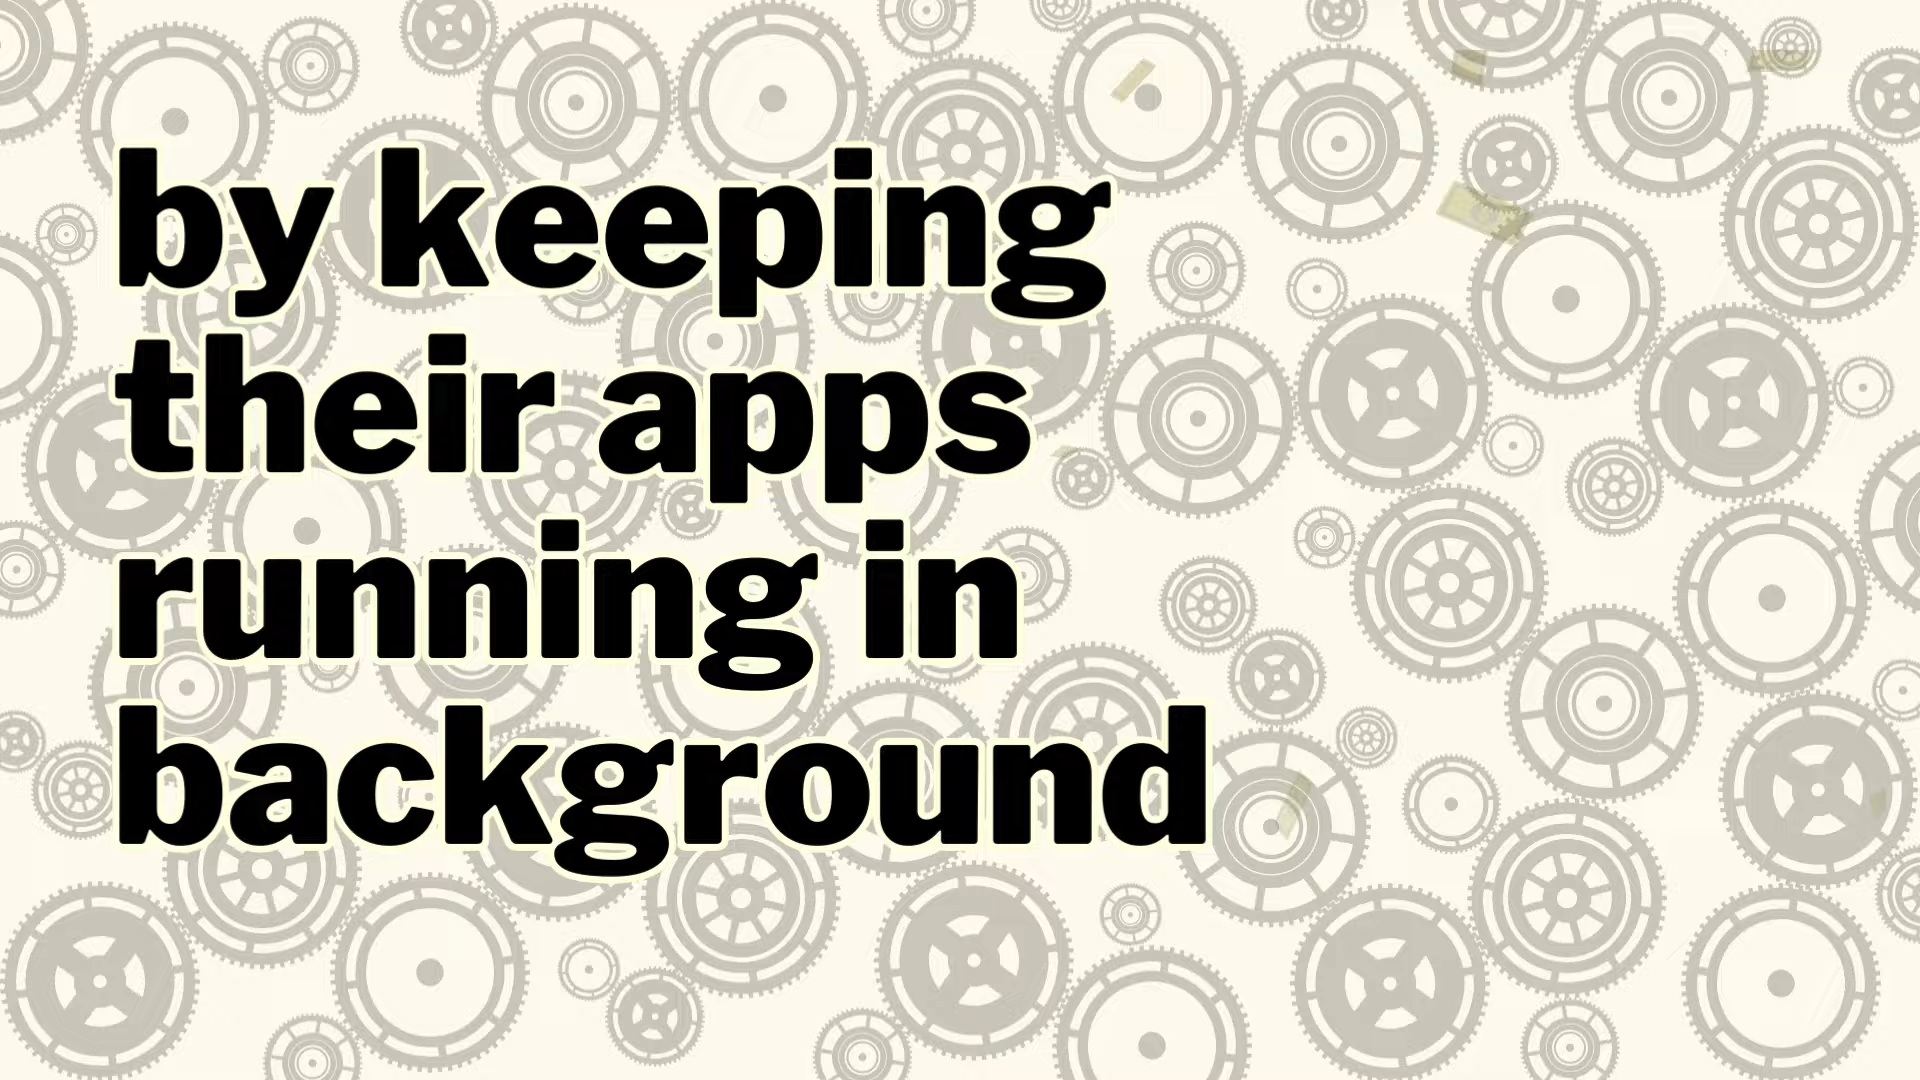 by keeping
their apps
running in
background